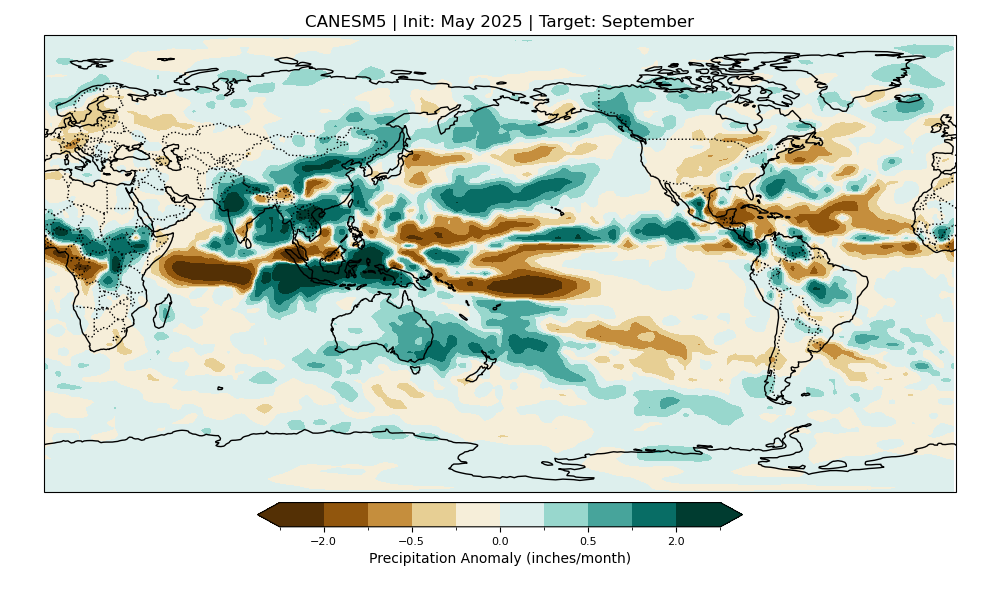 CANESM5 | Init: May 2025 | Target: September
−2.0 −0.5 0.0 0.5 2.0
Precipitation Anomaly (inches/month)